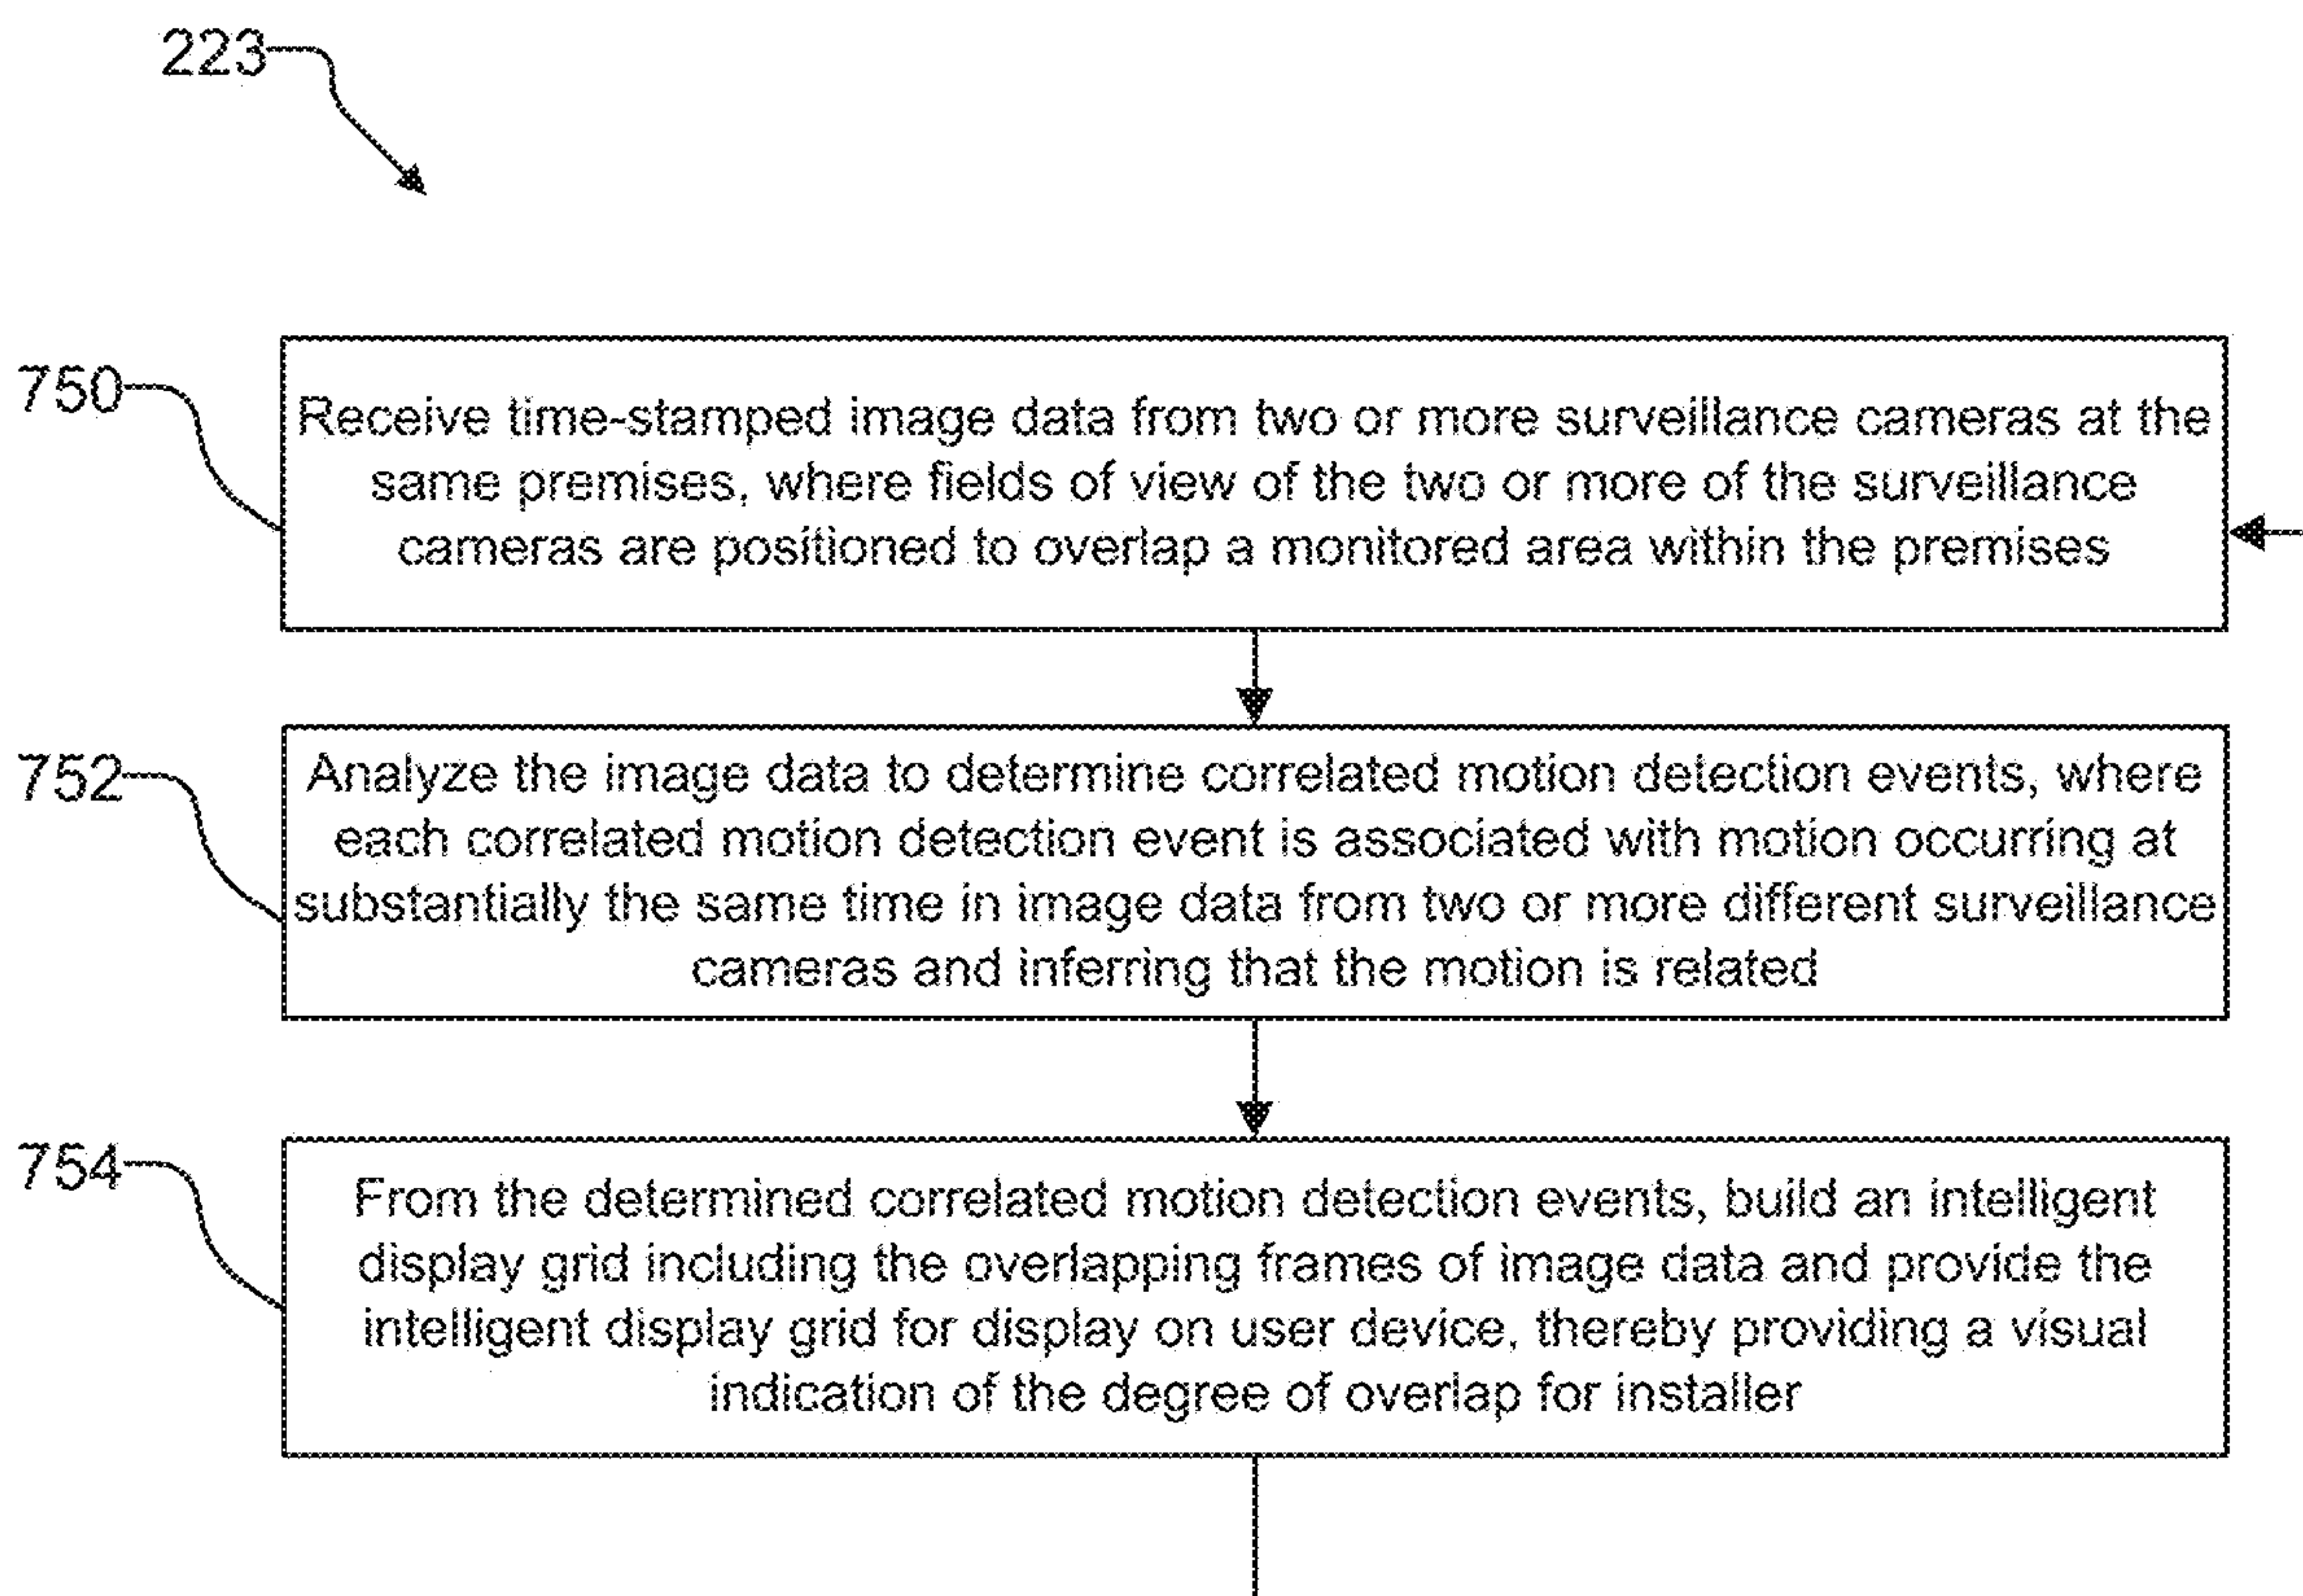 223
750
Receive time-stamped image data from two or more surveillance cameras at the
same premises, where fields of view of the two or more of the surveillance
cameras are positioned to overlap a monitored area within the premises
752
Analyze the image data to determine correlated motion detection events, where
each correlated motion detection event is associated with motion occurring at
substantially the same time in image data from two or more different surveillance
cameras and inferring that the motion is related
754
From the determined correlated motion detection events, build an intelligent
display grid including the overlapping frames of image data and provide the
intelligent display grid for display on user device, thereby providing a visual
indication of the degree of overlap for installer